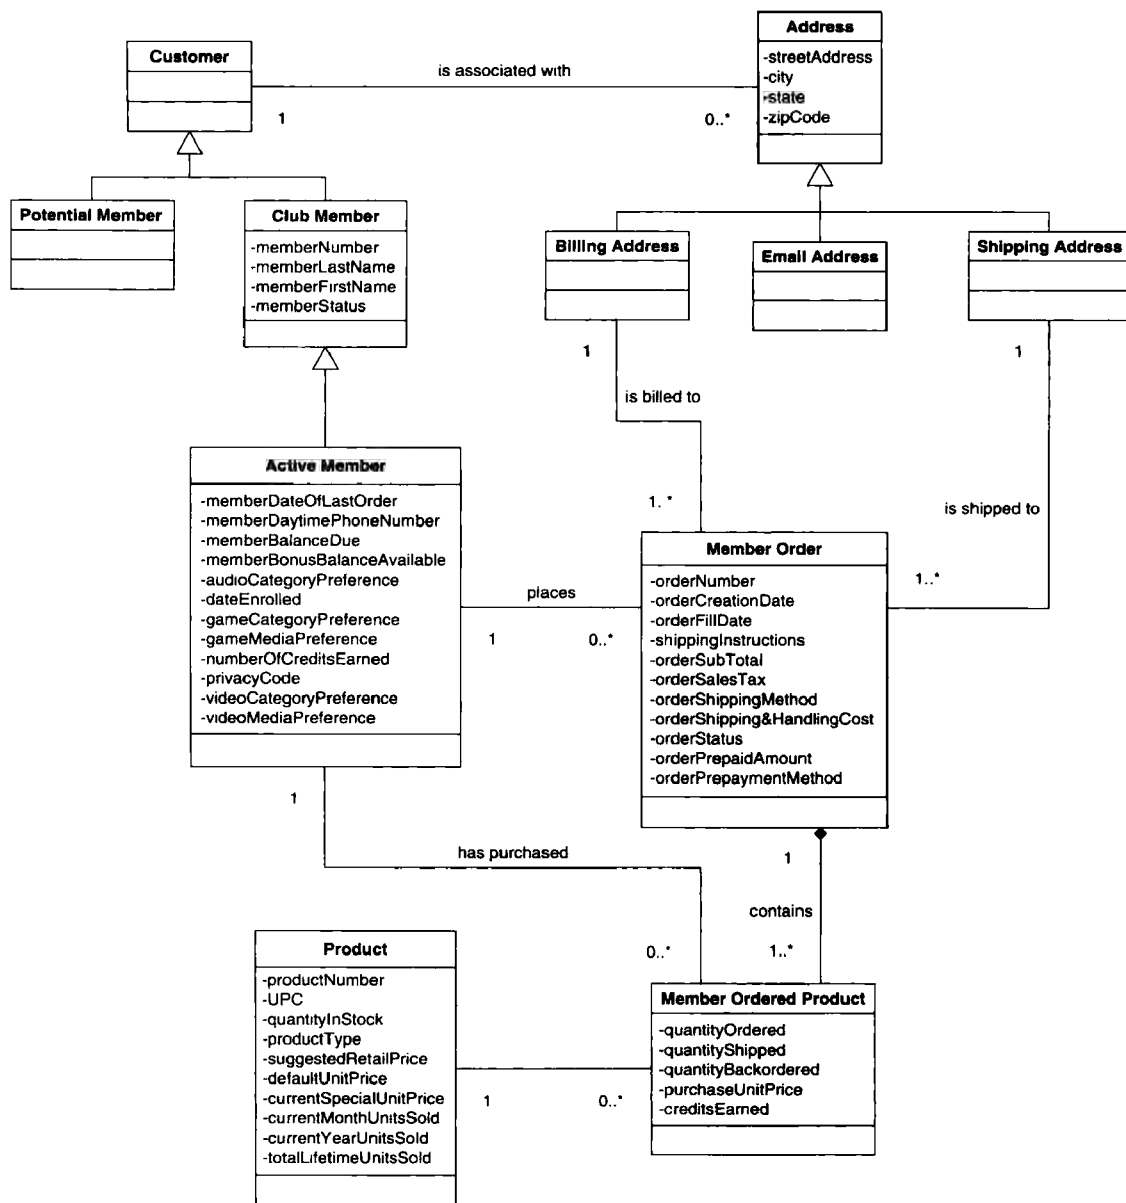 Customer
is associated with
1
0..*
Address
-streetAddress
-city
-state
-zipCode
Potential Member
Club Member
-memberNumber
-memberLastName
-memberFirstName
-memberStatus
Billing Address
Email Address
Shipping Address
1
is billed to
1..*
1
is shipped to
1..*
Active Member
-memberDateOfLastOrder
-memberDaytimePhoneNumber
-memberBalanceDue
-memberBonusBalanceAvailable
-audioCategoryPreference
-dateEnrolled
-gameCategoryPreference
-gameMediaPreference
-numberOfCreditsEarned
-privacyCode
-videoCategoryPreference
-videoMediaPreference
places
1
0..*
Member Order
-orderNumber
-orderCreationDate
-orderFillDate
-shippingInstructions
-orderSubTotal
-orderSalesTax
-orderShippingMethod
-orderShipping&HandlingCost
-orderStatus
-orderPrepaidAmount
-orderPrepaymentMethod
1
has purchased
0..*
1
contains
1..*
Product
-productNumber
-UPC
-quantityInStock
-productType
-suggestedRetailPrice
-defaultUnitPrice
-currentSpecialUnitPrice
-currentMonthUnitsSold
-currentYearUnitsSold
-totalLifetimeUnitsSold
1
0..*
Member Ordered Product
-quantityOrdered
-quantityShipped
-quantityBackordered
-purchaseUnitPrice
-creditsEarned